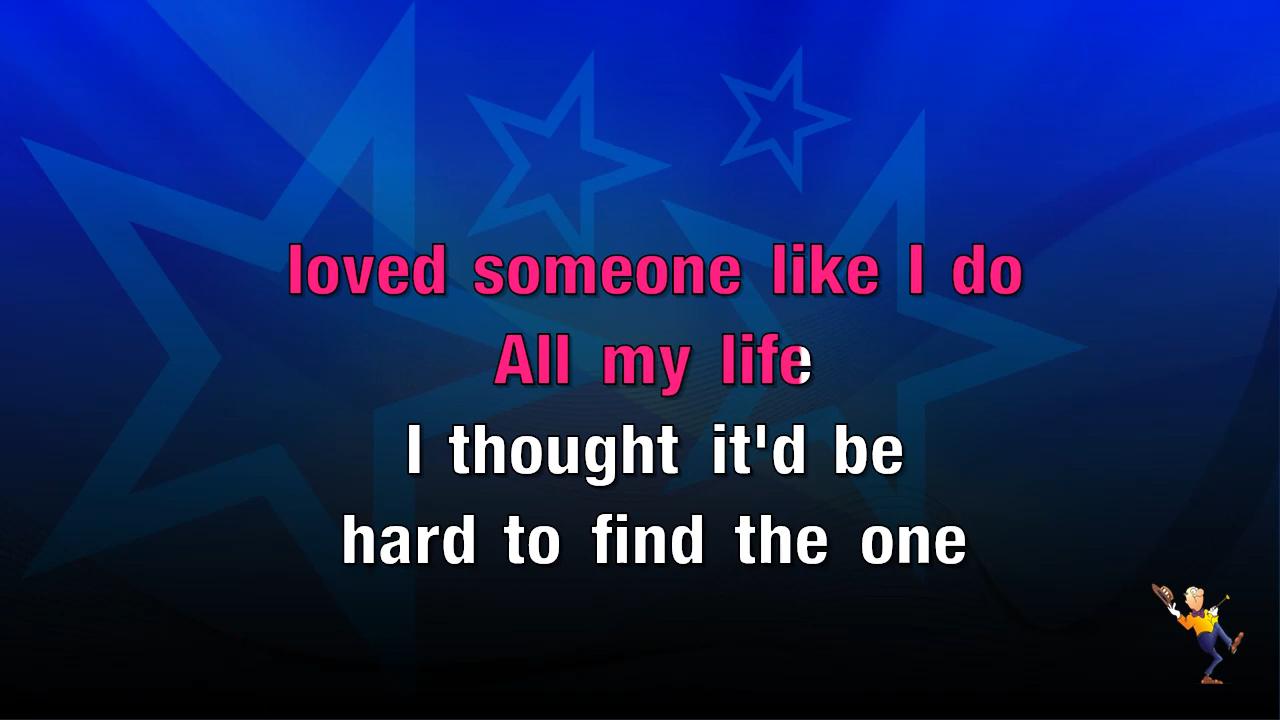 loved someone like I do
All my life
I thought it'd be
hard to find the one